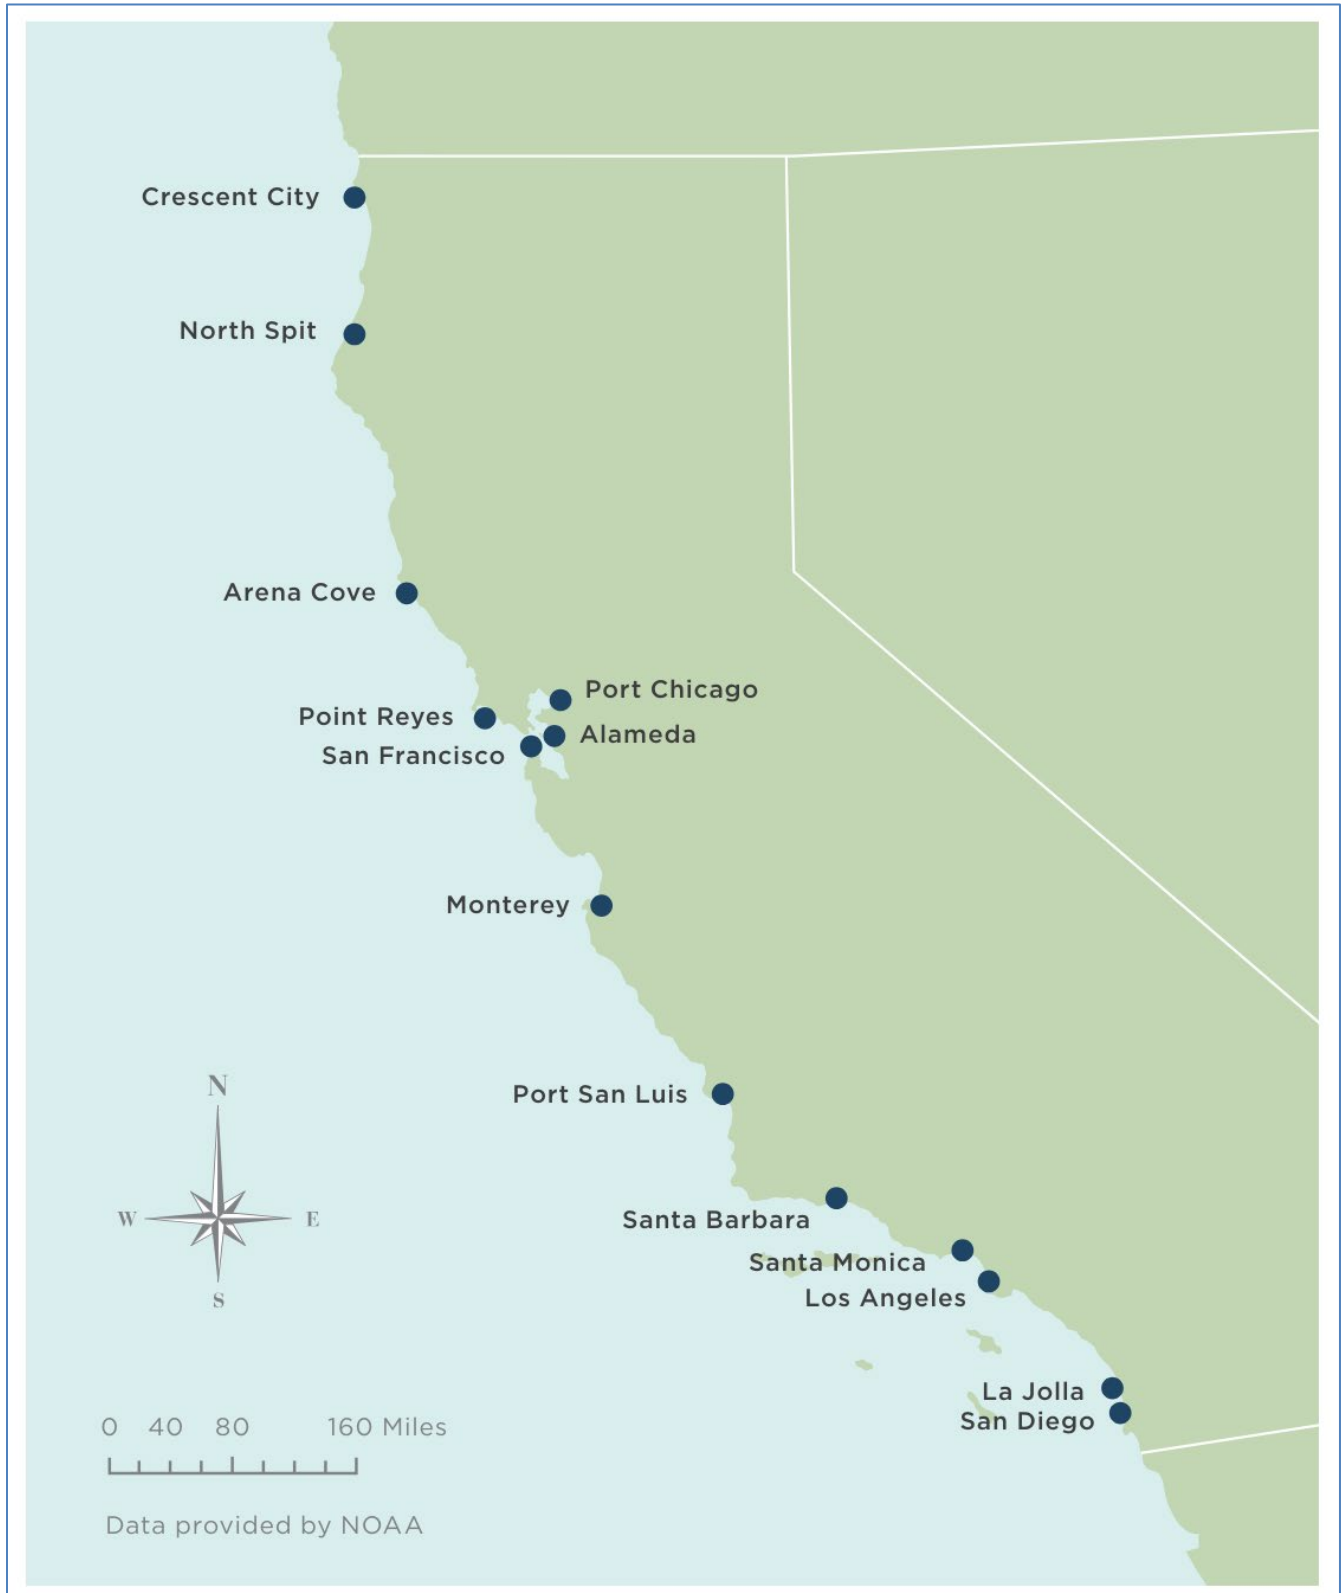 Crescent City
North Spit
Arena Cove
Port Chicago
Point Reyes
Alameda
San Francisco
Monterey
N
Port San Luis
W
E
Santa Barbara
Santa Monica
S
Los Angeles
La Jolla
San Diego
0 40 80 160 Miles
Data provided by NOAA